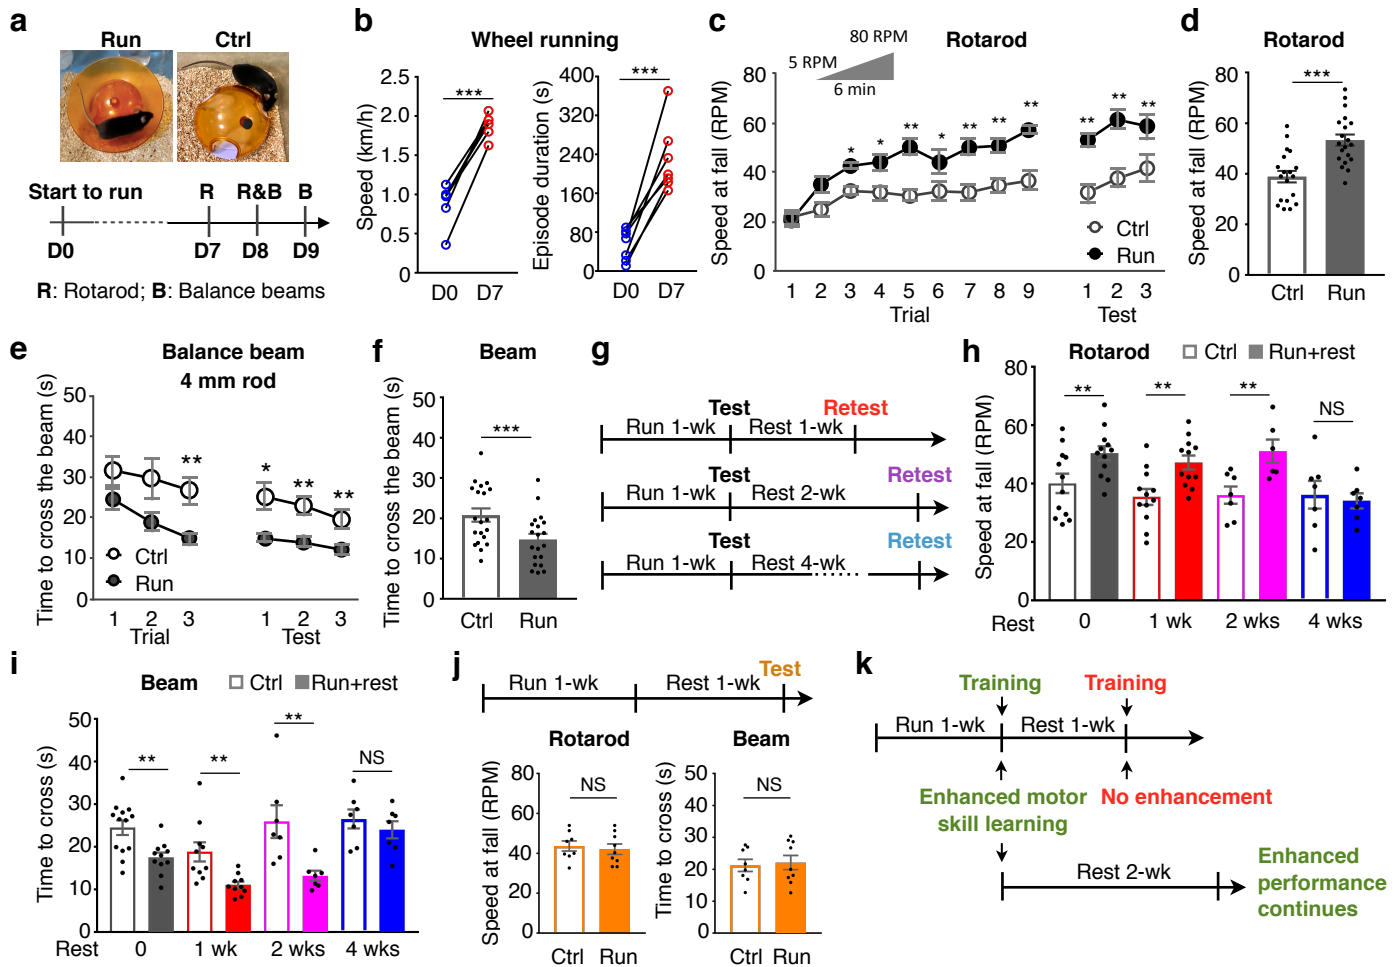 a
Run
Ctrl
Start to run
R
R&B
B
D0
D7
D8
D9
R: Rotarod; B: Balance beams
b
Wheel running
Speed (km/h)
2.5
2.0
1.5
1.0
0.5
0
***
D0
D7
Episode duration (s)
400
320
240
160
80
0
***
D0
D7
c
Rotarod
80 RPM
5 RPM
6 min
Speed at fall (RPM)
80
60
40
20
0
* * ** * ** ** **
** ** **
Ctrl
Run
1 2 3 4 5 6 7 8 9
1 2 3
Trial
Test
d
Rotarod
Speed at fall (RPM)
80
60
40
20
0
***
Ctrl
Run
e
Balance beam
4 mm rod
Time to cross the beam (s)
50
40
30
20
10
0
**
* ** **
Ctrl
Run
1 2 3
1 2 3
Trial
Test
f
Beam
Time to cross the beam (s)
50
40
30
20
10
0
***
Ctrl
Run
g
Test
Retest
Run 1-wk
Rest 1-wk
Test
Retest
Run 1-wk
Rest 2-wk
Test
Retest
Run 1-wk
Rest 4-wk
h
Rotarod
Ctrl
Run+rest
Speed at fall (RPM)
80
60
40
20
0
**
**
**
NS
Rest
0
1 wk
2 wks
4 wks
i
Beam
Ctrl
Run+rest
Time to cross (s)
50
40
30
20
10
0
**
**
**
NS
Rest
0
1 wk
2 wks
4 wks
j
Test
Run 1-wk
Rest 1-wk
Rotarod
Speed at fall (RPM)
80
60
40
20
0
NS
Ctrl
Run
Beam
Time to cross (s)
50
40
30
20
10
0
NS
Ctrl
Run
k
Training
Training
Run 1-wk
Rest 1-wk
Enhanced motor
skill learning
No enhancement
Rest 2-wk
Enhanced
performance
continues